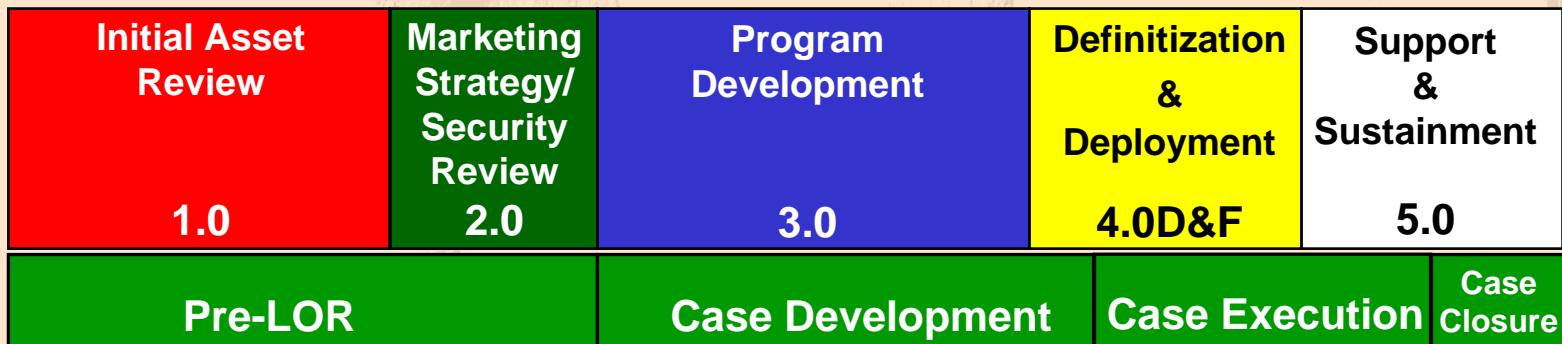 Initial Asset
Review
1.0
Marketing
Strategy/
Security
Review
2.0
Program
Development
3.0
Definitization
&
Deployment
4.0D&F
Support
&
Sustainment
5.0
Pre-LOR
Case Development
Case Execution
Case
Closure